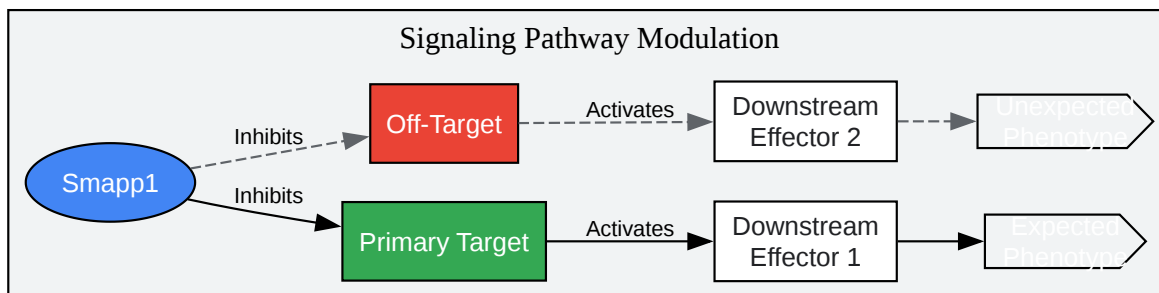 Signaling Pathway Modulation
Smapp1
Inhibits
Off-Target
Activates
Downstream
Effector 2
Unexpected
Phenotype
Inhibits
Primary Target
Activates
Downstream
Effector 1
Expected
Phenotype